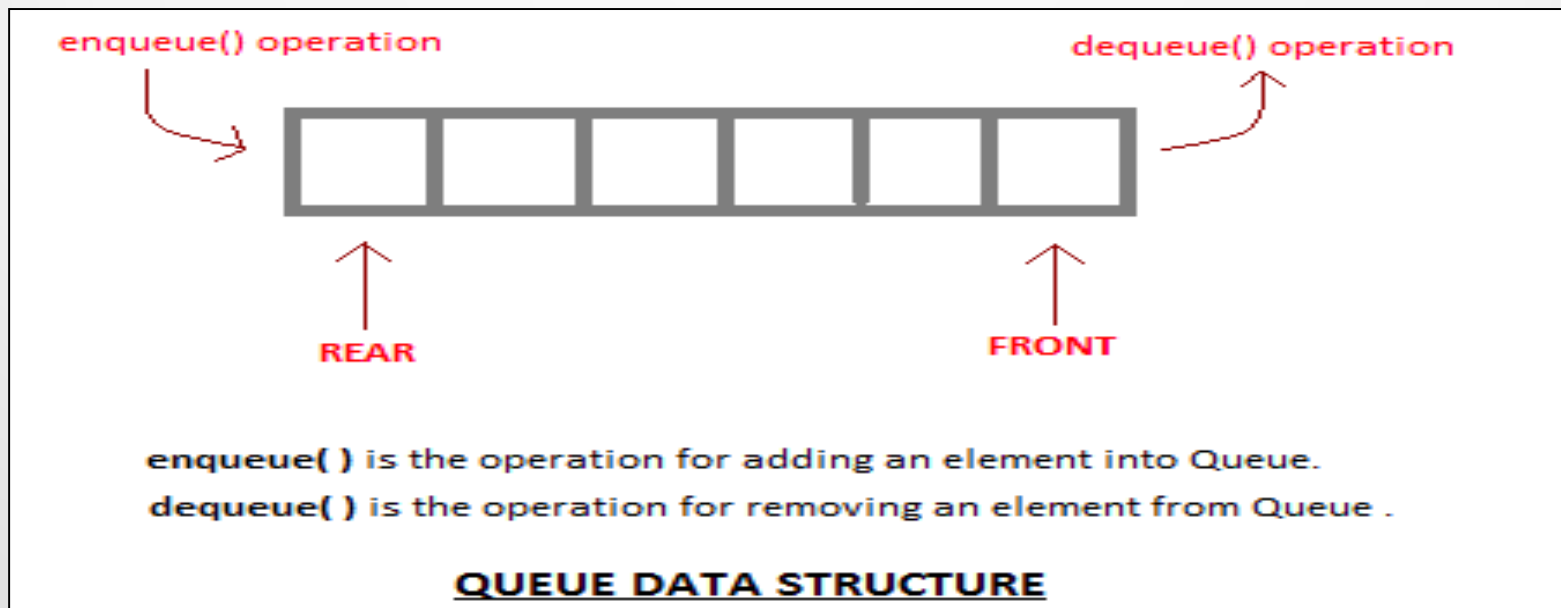 enqueue() operation
dequeue() operation
REAR
FRONT
enqueue( ) is the operation for adding an element into Queue.
dequeue( ) is the operation for removing an element from Queue .
QUEUE DATA STRUCTURE